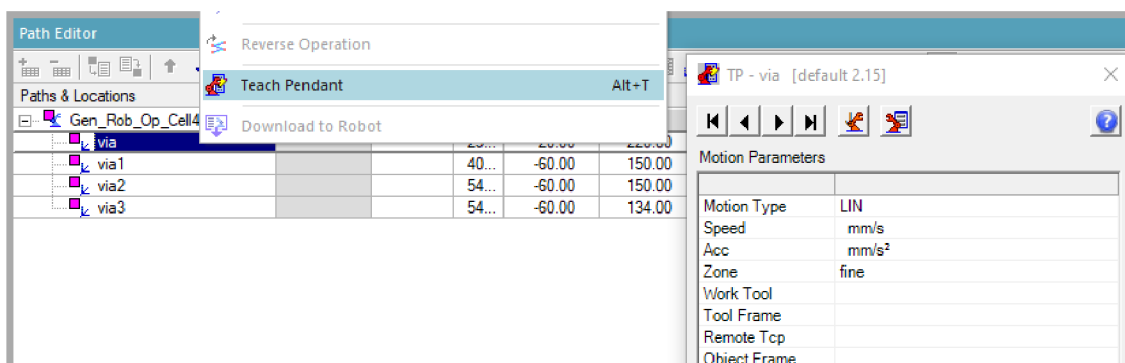 Path Editor
Reverse Operation
Teach Pendant Alt+T
Download to Robot
Paths & Locations
Gen_Rob_Op_Cell4
via 220.00
via1 40... -60.00 150.00
via2 54... -60.00 150.00
via3 54... -60.00 134.00
TP - via [default 2.15]
Motion Parameters
Motion Type LIN
Speed mm/s
Acc mm/s²
Zone fine
Work Tool
Tool Frame
Remote Tcp
Object Frame